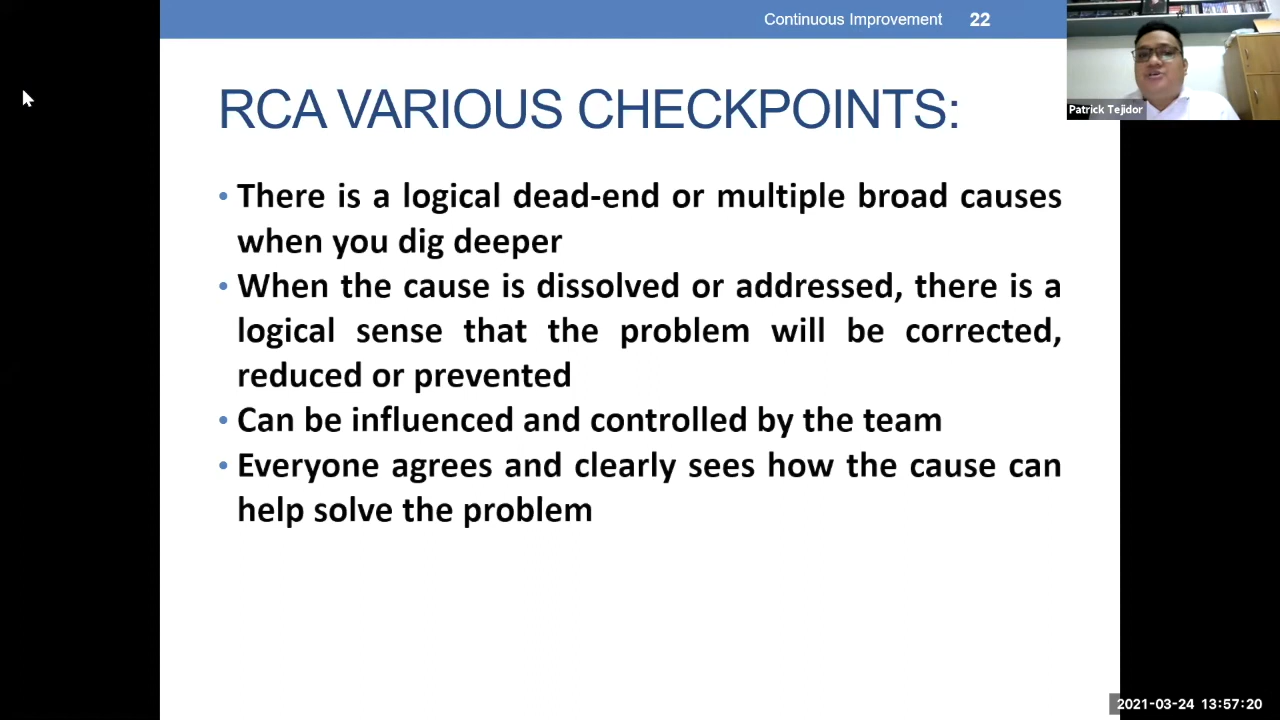 Continuous Improvement 22
Patrick Tejidor
RCA VARIOUS CHECKPOINTS:
• There is a logical dead-end or multiple broad causes
when you dig deeper
• When the cause is dissolved or addressed, there is a
logical sense that the problem will be corrected,
reduced or prevented
• Can be influenced and controlled by the team
• Everyone agrees and clearly sees how the cause can
help solve the problem
2021-03-24 13:57:20